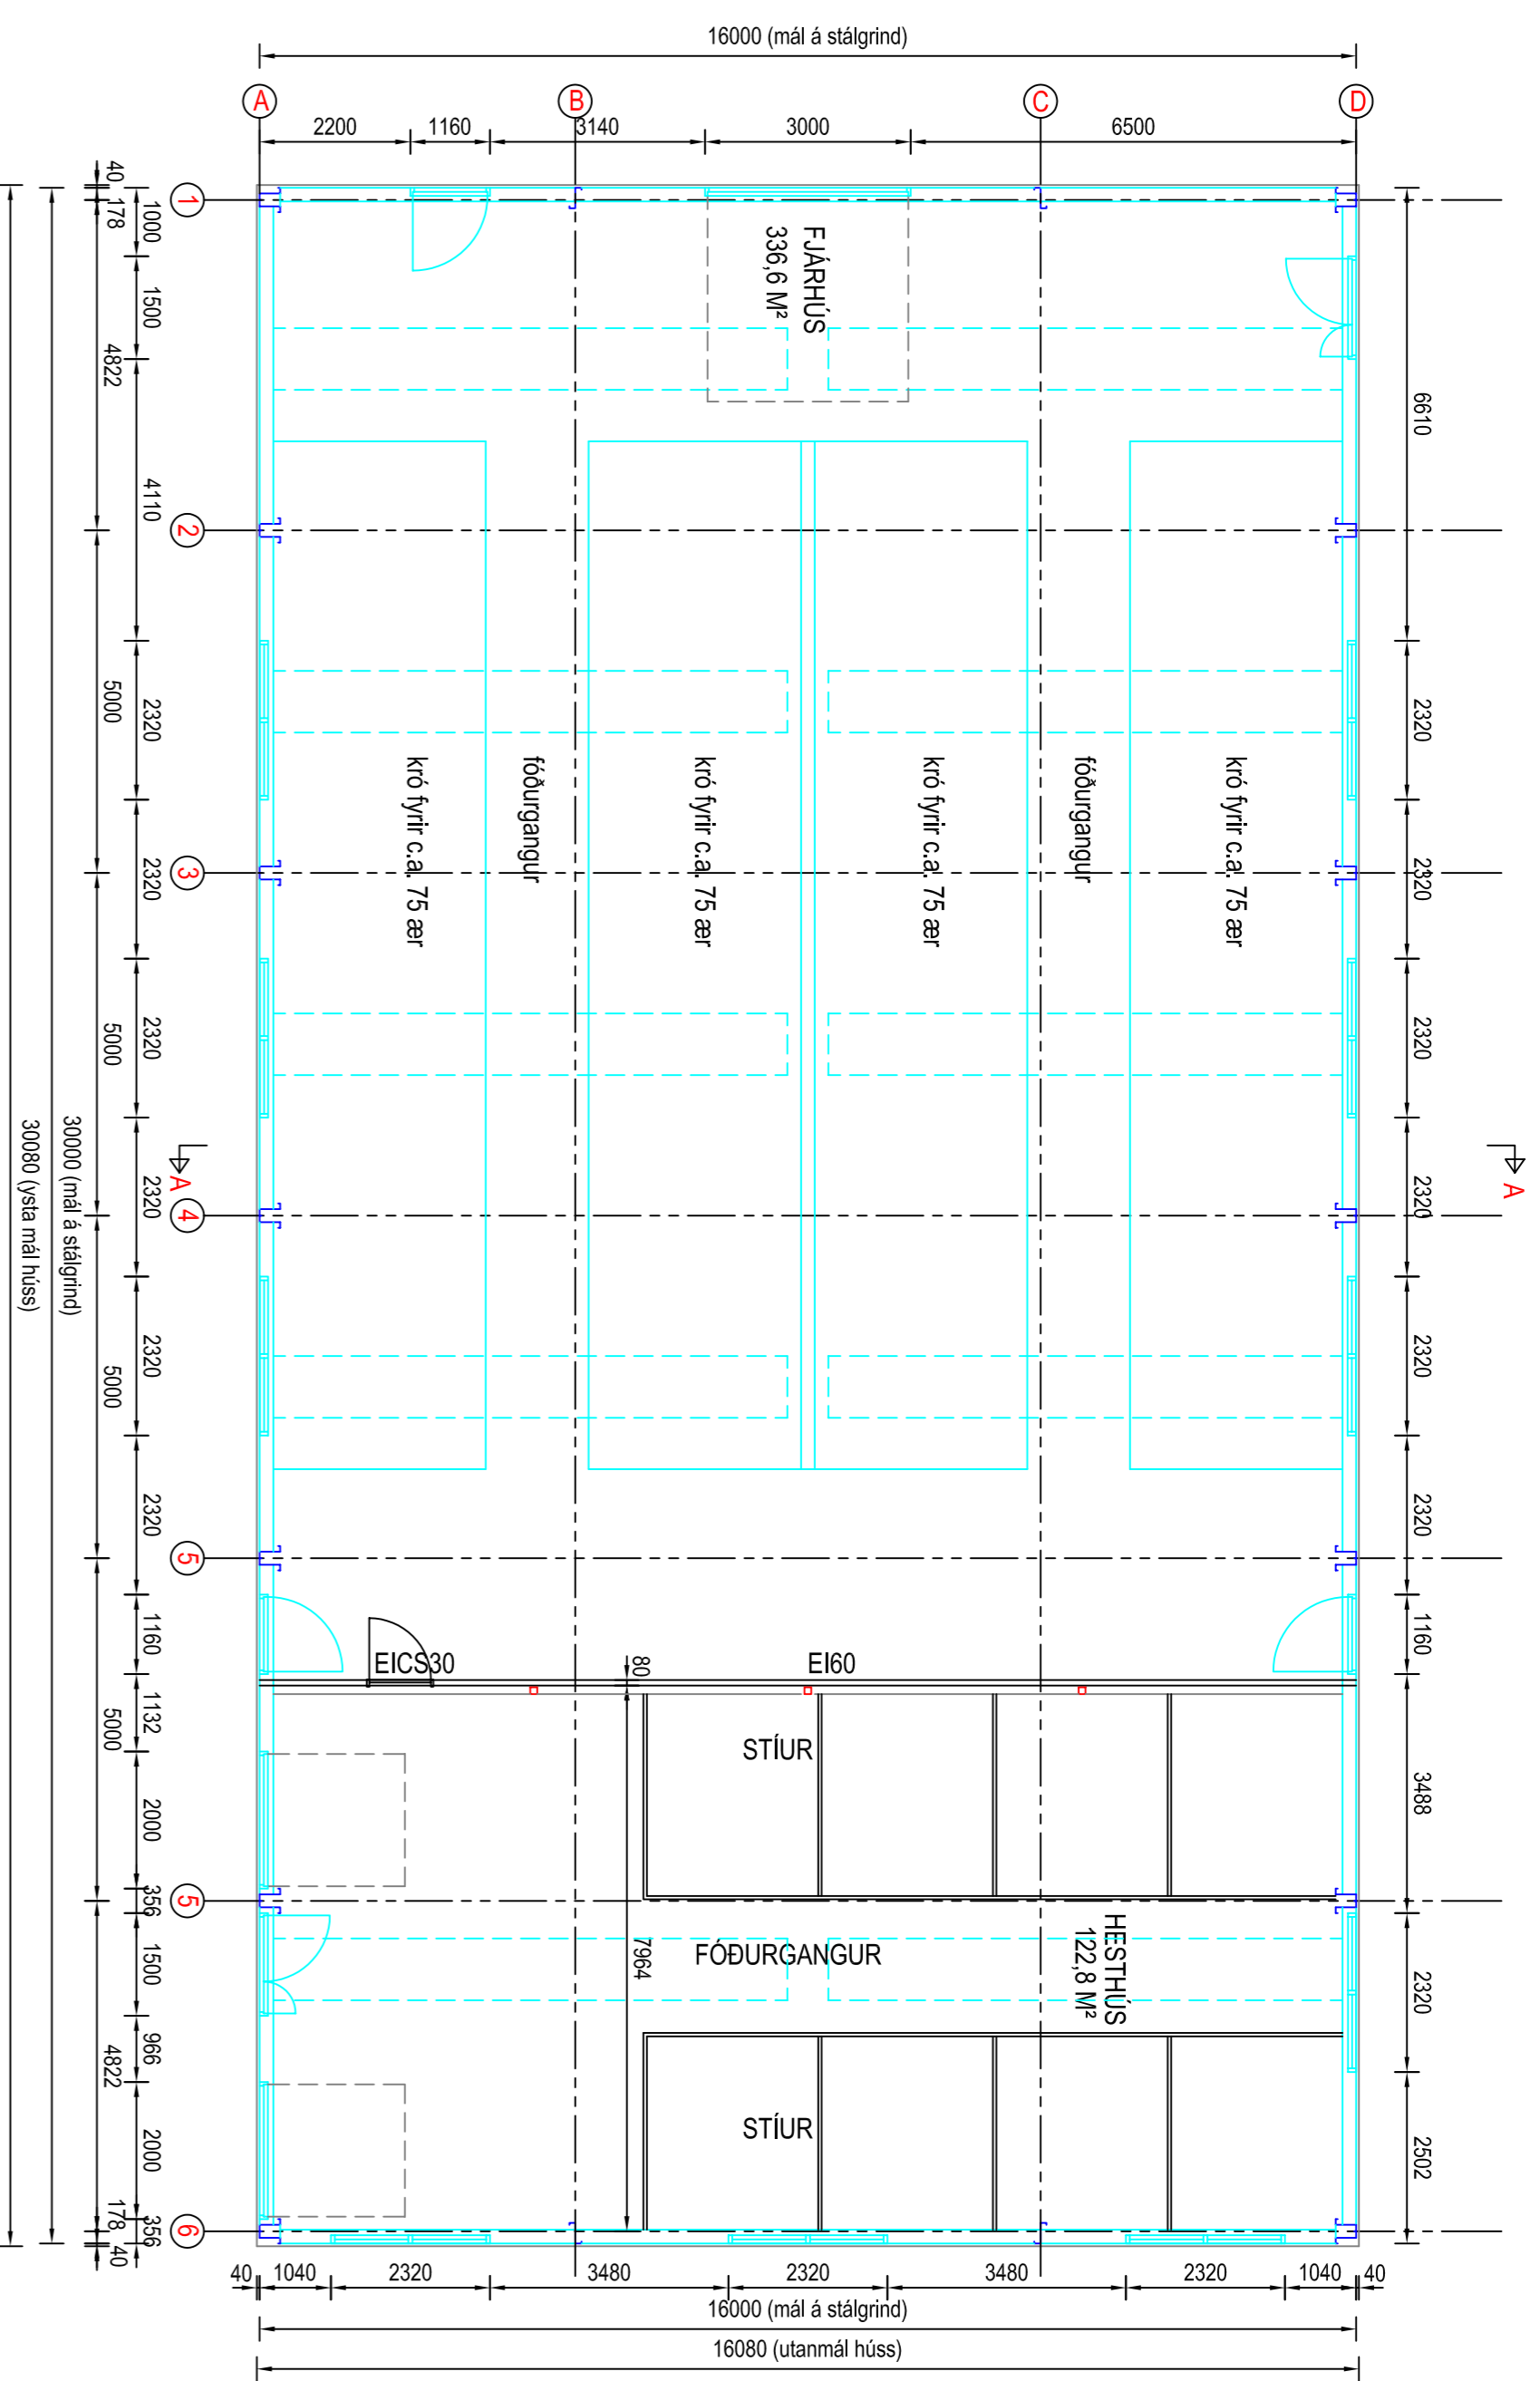 16000 (mál á stálgrind)
A
B
C
D
2200
1160
3140
3000
6500
40
178
1000
1500
4822
4110
5000
2320
2320
5000
2320
2320
5000
2320
2320
1160
5000
1132
2000
356
1500
966
4822
2000
178
356
40
30000 (mál á stálgrind)
30080 (ysta mál húss)
1
2
3
4
5
5
6
A
A
6610
2320
2320
2320
2320
2320
2320
1160
3488
2320
2502
FJÁRHÚS
336,6 M²
kró fyrir c.a. 75 ær
fóðurgangur
kró fyrir c.a. 75 ær
kró fyrir c.a. 75 ær
fóðurgangur
kró fyrir c.a. 75 ær
EICS30
80
EI60
STÍUR
7964
FÓÐURGANGUR
HESTHÚS
122,8 M²
STÍUR
40
1040
2320
3480
2320
3480
2320
1040
40
16000 (mál á stálgrind)
16080 (utanmál húss)